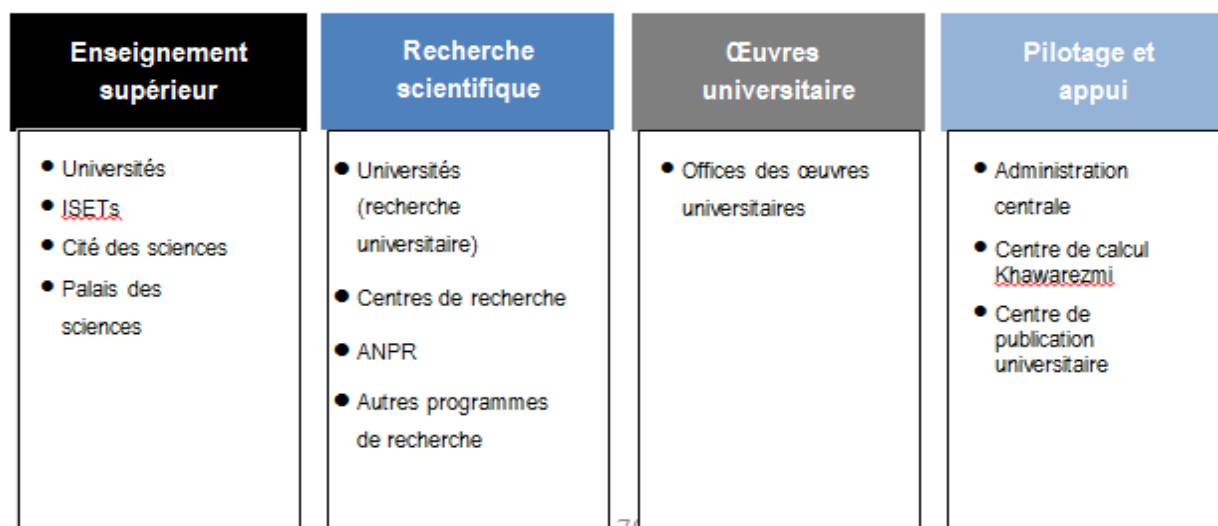 Enseignement
supérieur
● Universités
● ISETs
● Cité des sciences
● Palais des
sciences
Recherche
scientifique
● Universités
(recherche
universitaire)
● Centres de recherche
● ANPR
● Autres programmes
de recherche
Œuvres
universitaire
● Offices des œuvres
universitaires
Pilotage et
appui
● Administration
centrale
● Centre de calcul
Khawarezmi
● Centre de
publication
universitaire